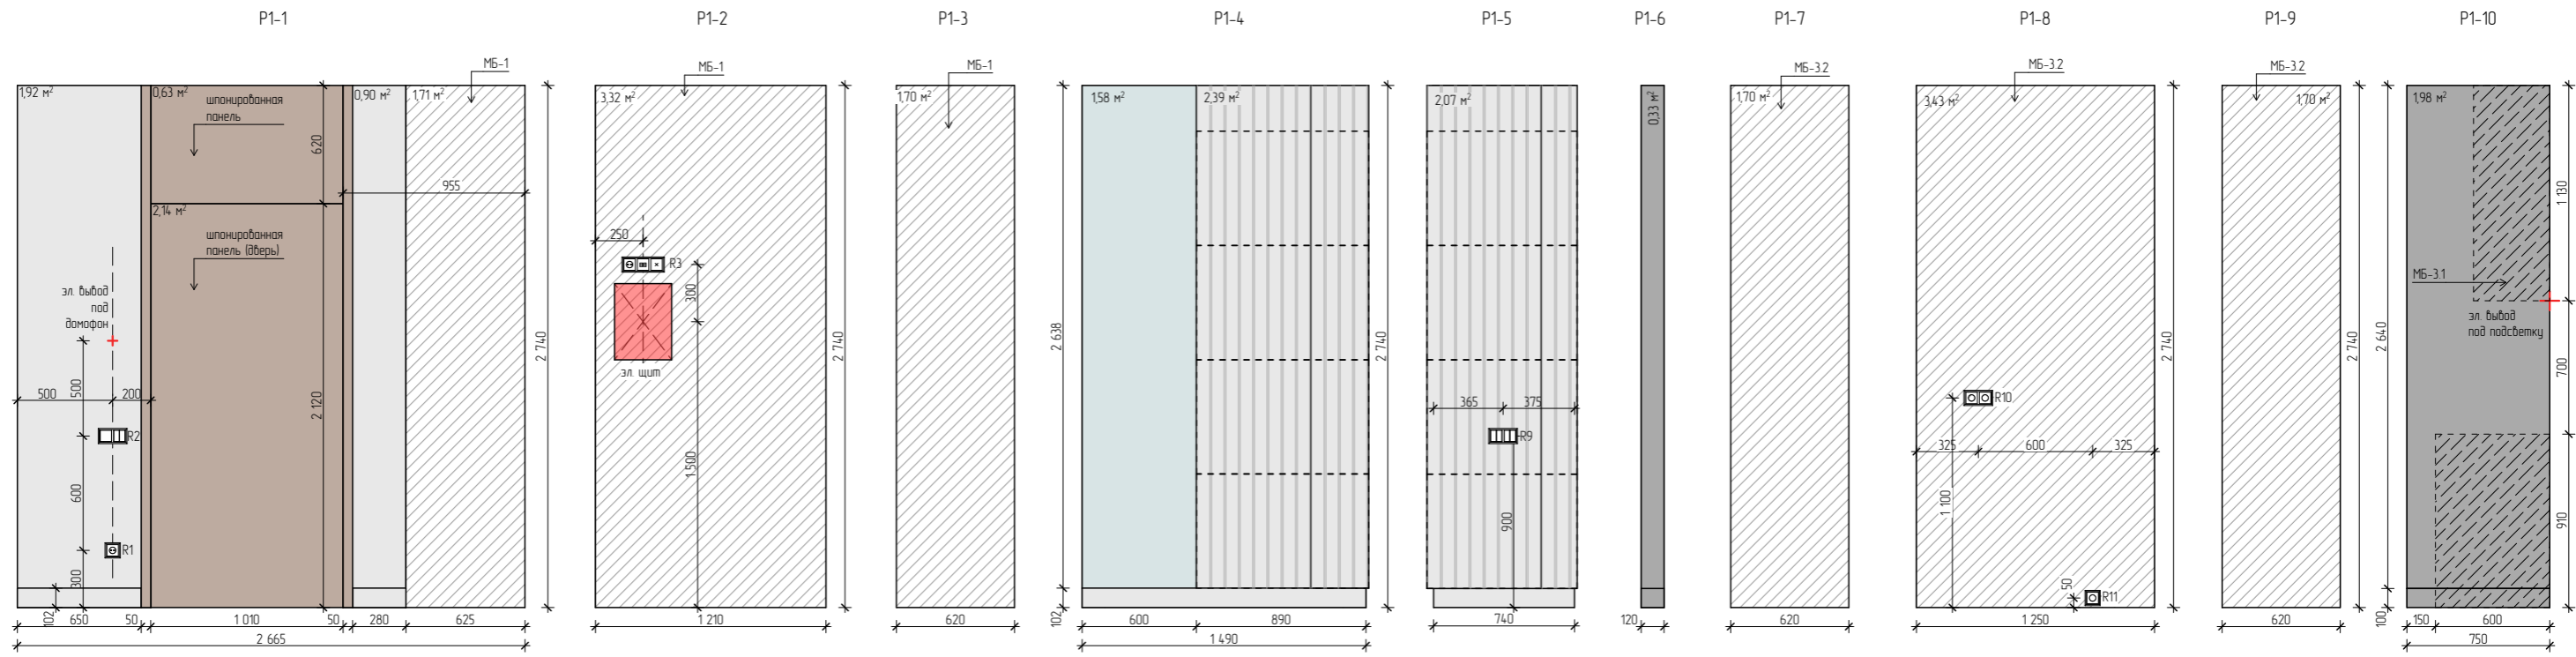 Р1-1
Р1-2
Р1-3
Р1-4
Р1-5
Р1-6
Р1-7
Р1-8
Р1-9
Р1-10
1,92 м²
0,63 м²
шпонированная
панель
620
0,90 м²
1,71 м²
МБ-1
955
2,14 м²
шпонированная
панель (дверь)
эл. вывод
под
домофон
500
500
200
R2
600
R1
300
102
2 120
2 740
650
50
1 010
50
280
625
2 665
МБ-1
3,32 м²
250
R3
300
эл. щит
1 500
2 740
1 210
МБ-1
1,70 м²
620
1,58 м²
2,39 м²
2 638
2 740
102
600
890
1 490
2,07 м²
365
375
R9
900
740
0,33 м²
120
МБ-3.2
1,70 м²
620
МБ-3.2
3,43 м²
R10
325
600
325
1 100
50
R11
2 740
1 250
МБ-3.2
1,70 м²
2 740
620
1,98 м²
1 130
МБ-3.1
эл. вывод
под подсветку
2 640
700
910
100
150
600
750